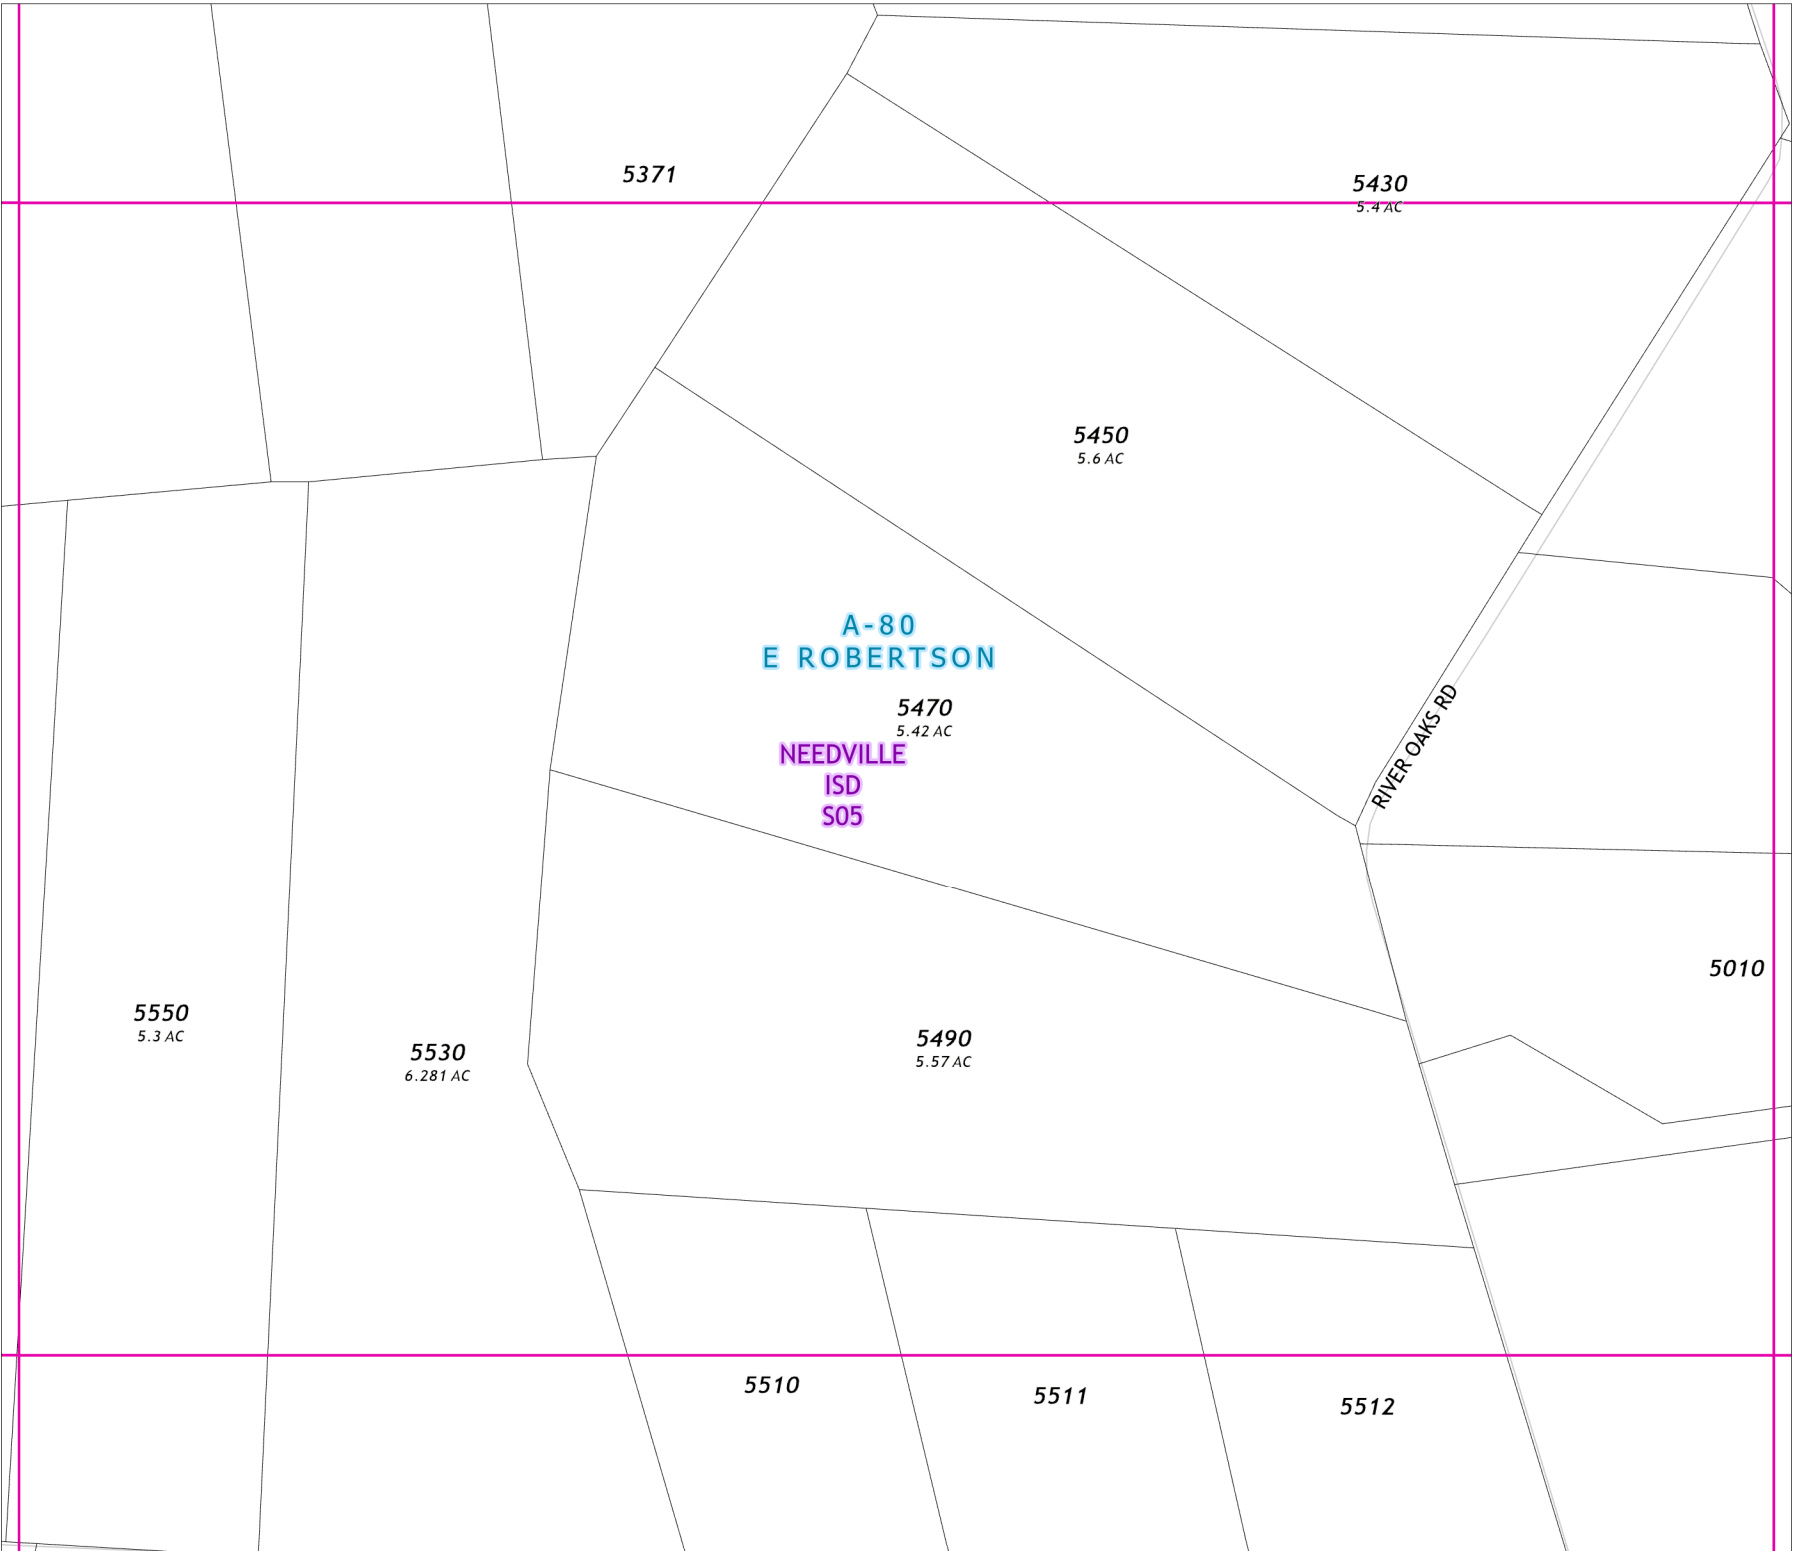 5371
5430
5.4 AC
5450
5.6 AC
A-80
E ROBERTSON
5470
5.42 AC
NEEDVILLE
ISD
S05
RIVER OAKS RD
5010
5550
5.3 AC
5530
6.281 AC
5490
5.57 AC
5510
5511
5512